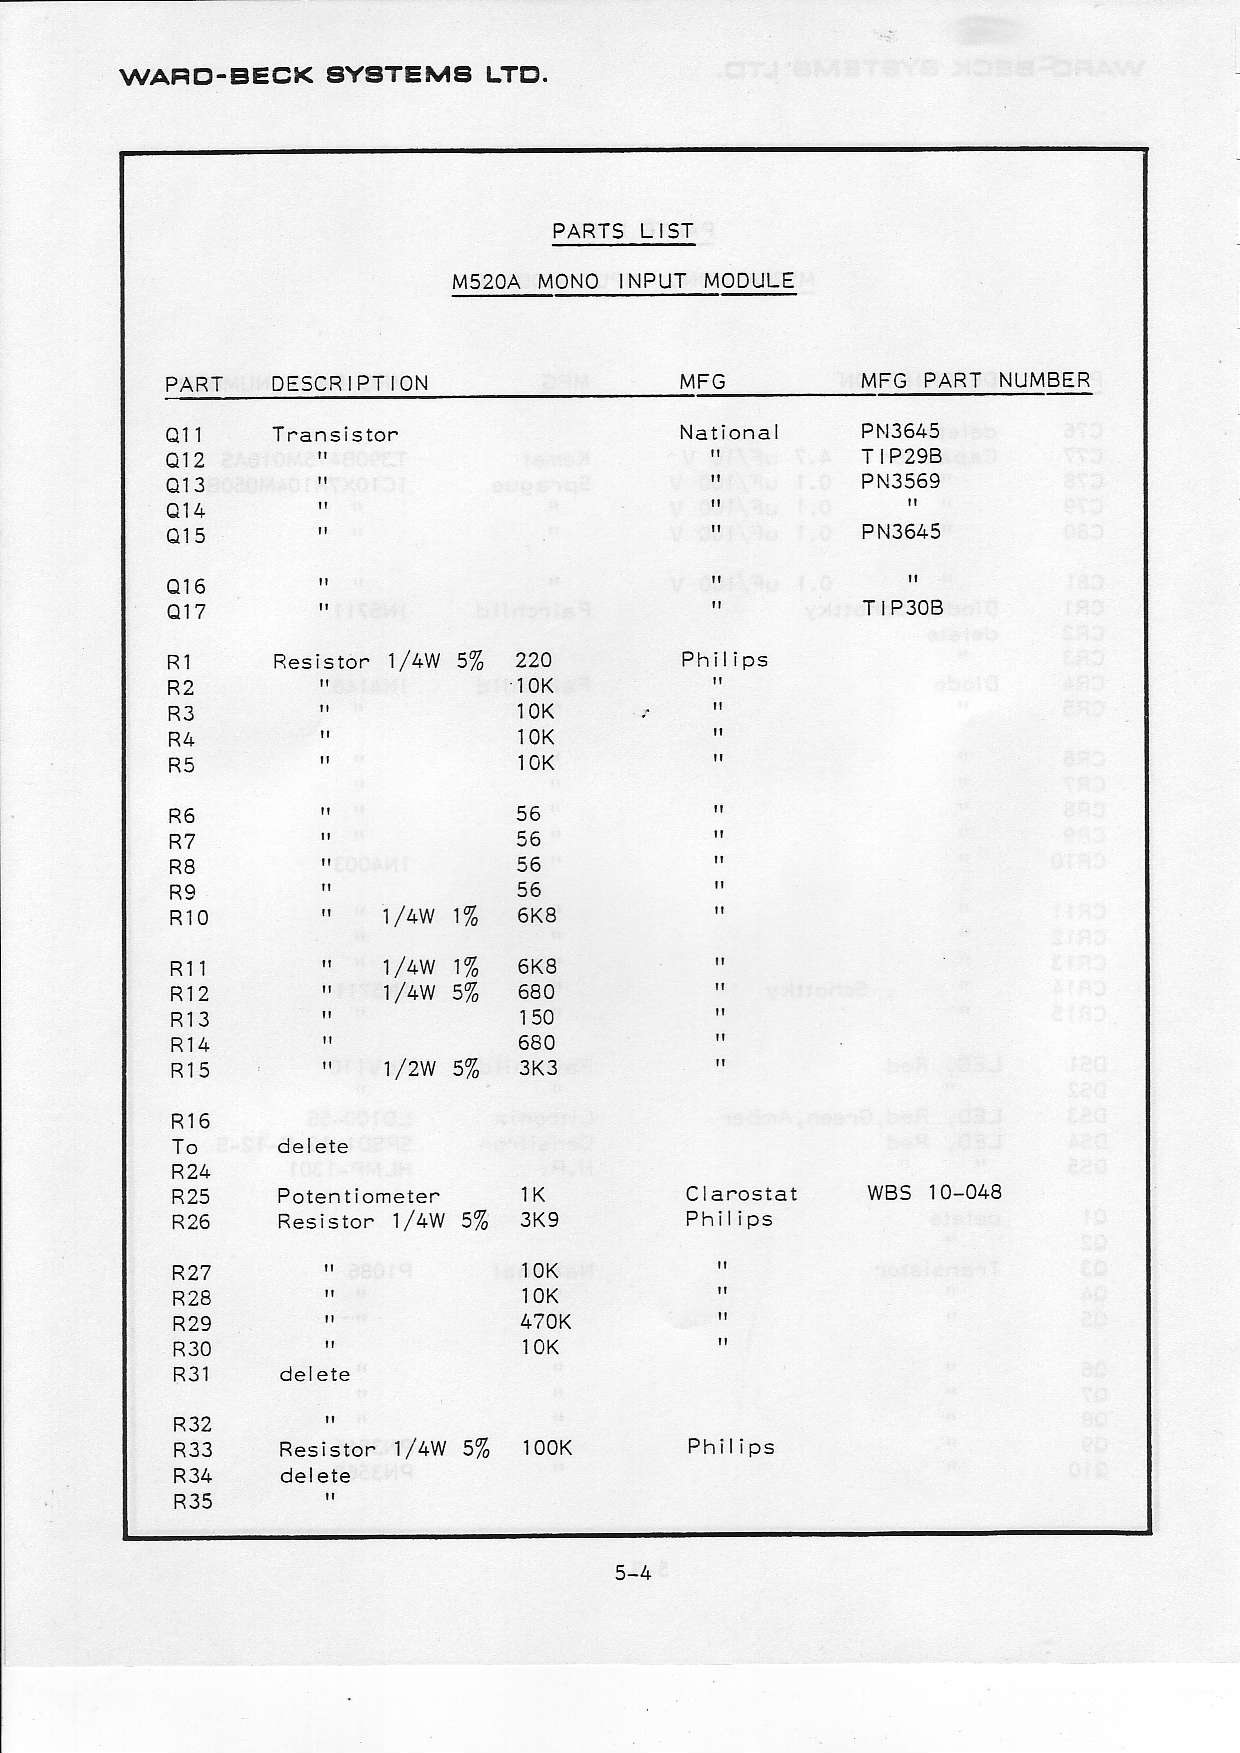 WARD-BECK SYSTEMS LTD.
PARTS LIST
M520A MONO INPUT MODULE
PART DESCRIPTION MFG MFG PART NUMBER
Q11 Transistor National PN3645
Q12 " " TIP29B
Q13 " " PN3569
Q14 " " "
Q15 " " PN3645
Q16 " " "
Q17 " " TIP30B
R1 Resistor 1/4W 5% 220 Philips
R2 " 10K "
R3 " 10K "
R4 " 10K "
R5 " 10K "
R6 " 56 "
R7 " 56 "
R8 " 56 "
R9 " 56 "
R10 " 1/4W 1% 6K8 "
R11 " 1/4W 1% 6K8 "
R12 " 1/4W 5% 680 "
R13 " 150 "
R14 " 680 "
R15 " 1/2W 5% 3K3 "
R16
To delete
R24
R25 Potentiometer 1K Clarostat WBS 10-048
R26 Resistor 1/4W 5% 3K9 Philips
R27 " 10K "
R28 " 10K "
R29 " 470K "
R30 " 10K "
R31 delete
R32 "
R33 Resistor 1/4W 5% 100K Philips
R34 delete
R35 "
5-4